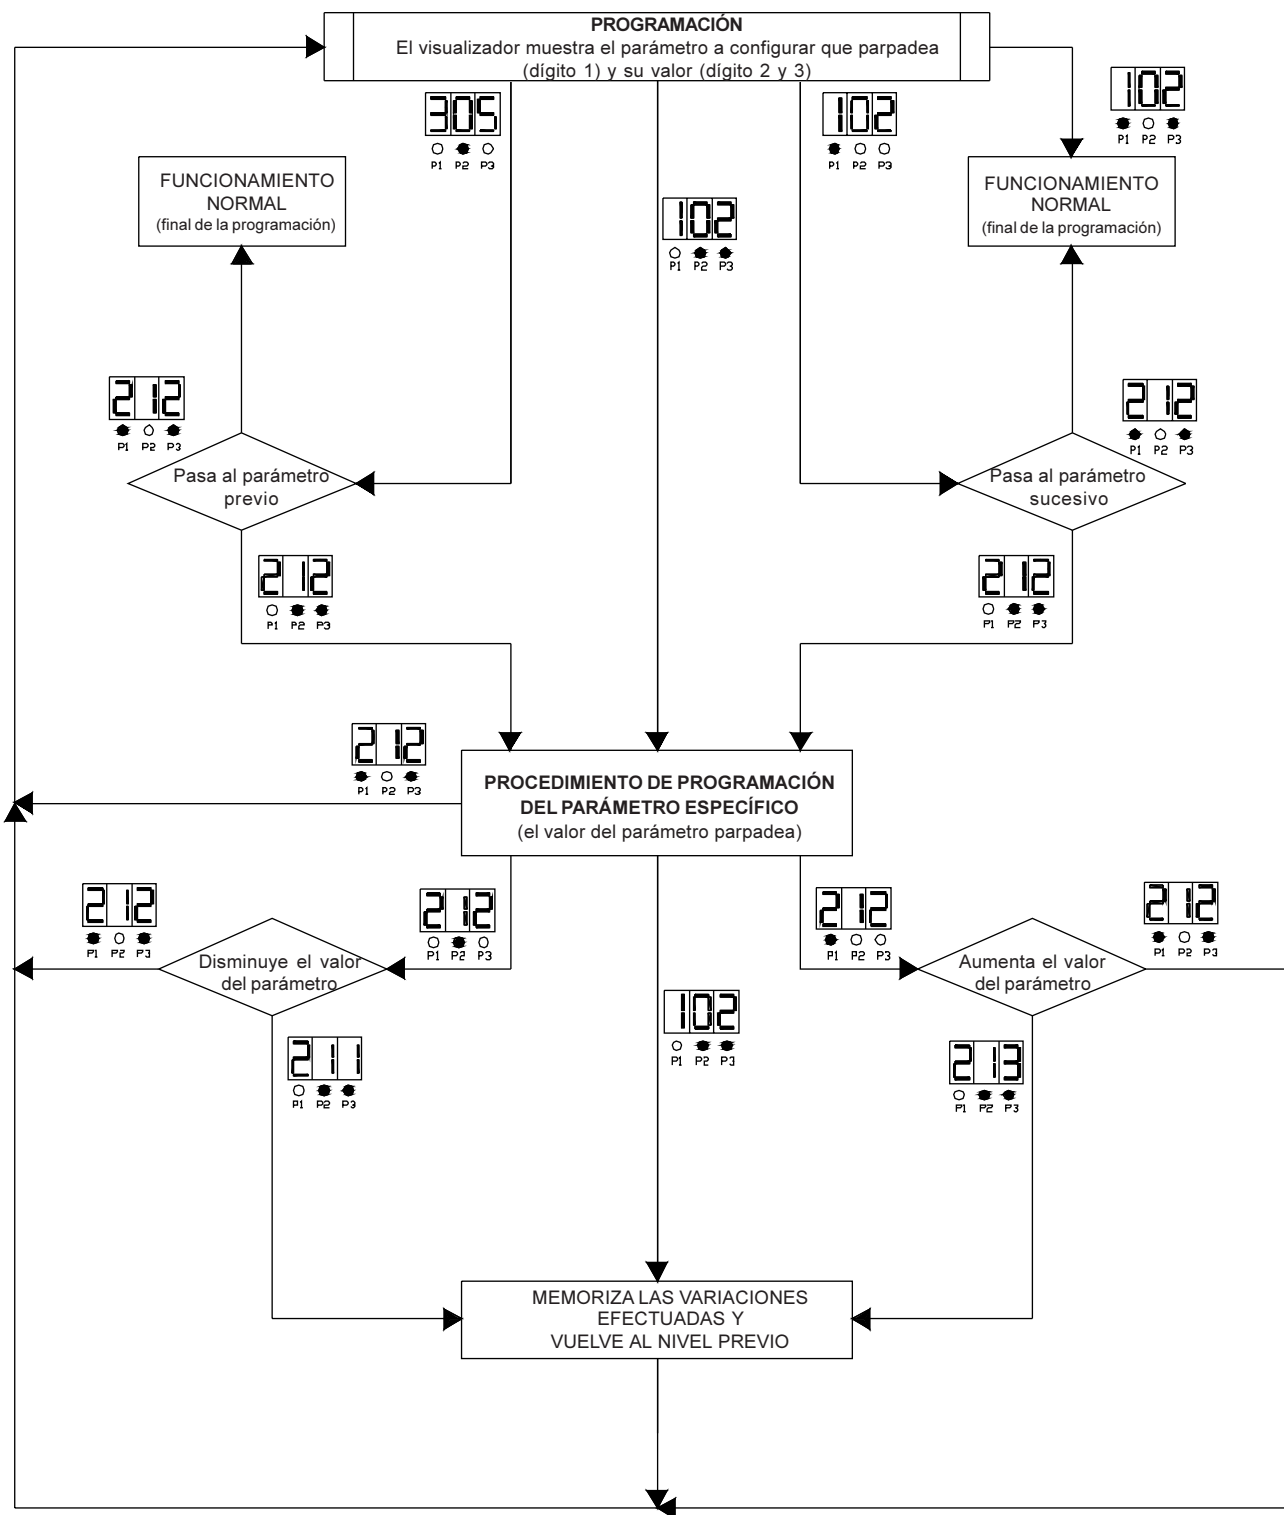 PROGRAMACIÓN
El visualizador muestra el parámetro a configurar que parpadea
(dígito 1) y su valor (dígito 2 y 3)
305
P1 P2 P3
102
P1 P2 P3
102
P1 P2 P3
FUNCIONAMIENTO
NORMAL
(final de la programación)
FUNCIONAMIENTO
NORMAL
(final de la programación)
102
P1 P2 P3
212
P1 P2 P3
212
P1 P2 P3
Pasa al parámetro
previo
Pasa al parámetro
sucesivo
212
P1 P2 P3
212
P1 P2 P3
212
P1 P2 P3
PROCEDIMIENTO DE PROGRAMACIÓN
DEL PARÁMETRO ESPECÍFICO
(el valor del parámetro parpadea)
212
P1 P2 P3
212
P1 P2 P3
212
P1 P2 P3
212
P1 P2 P3
Disminuye el valor
del parámetro
Aumenta el valor
del parámetro
102
P1 P2 P3
211
P1 P2 P3
213
P1 P2 P3
MEMORIZA LAS VARIACIONES
EFECTUADAS Y
VUELVE AL NIVEL PREVIO